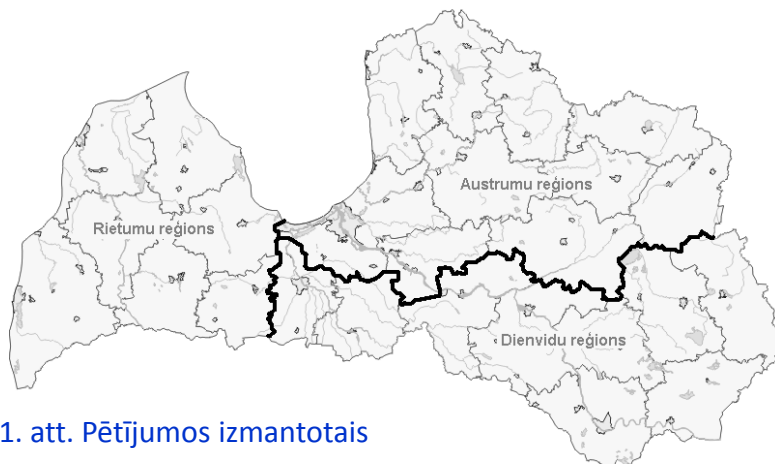 Austrumu reģions
Rietumu reģions
Dienvidu reģions
1. att. Pētījumos izmantotais